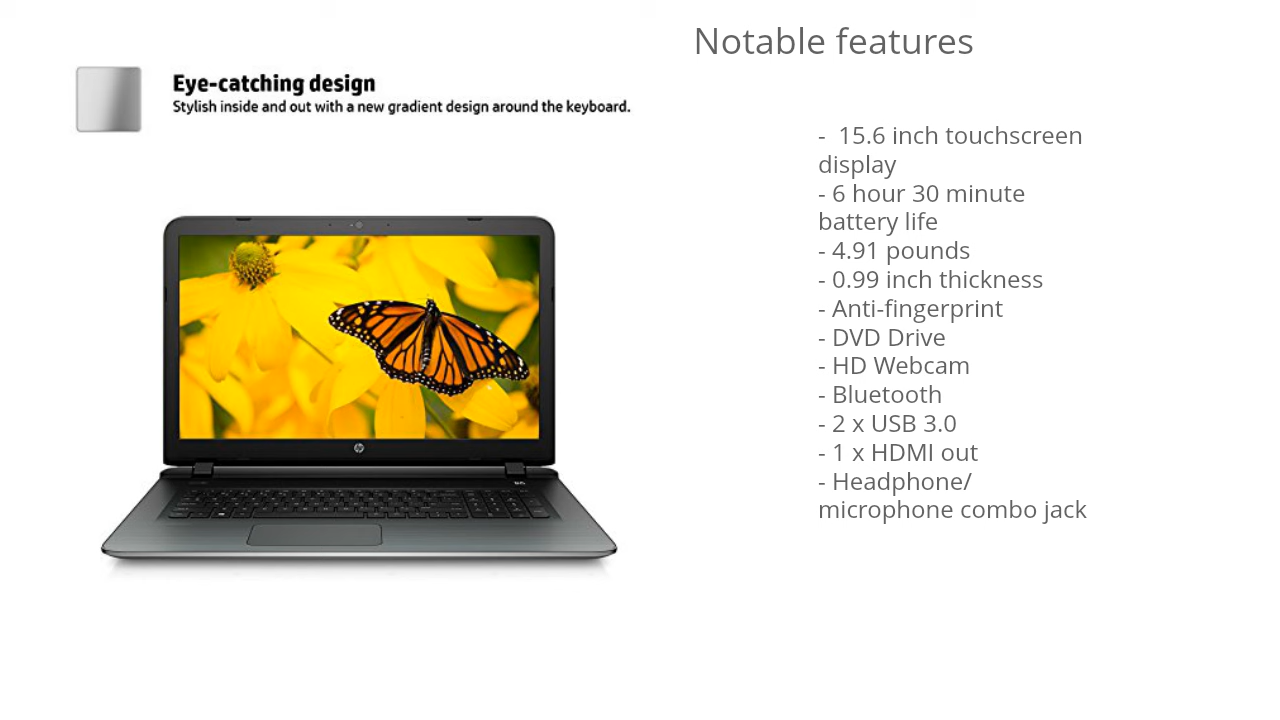 Notable features
Eye-catching design
Stylish inside and out with a new gradient design around the keyboard.
-  15.6 inch touchscreen
display
- 6 hour 30 minute
battery life
- 4.91 pounds
- 0.99 inch thickness
- Anti-fingerprint
- DVD Drive
- HD Webcam
- Bluetooth
- 2 x USB 3.0
- 1 x HDMI out
- Headphone/
microphone combo jack
hp